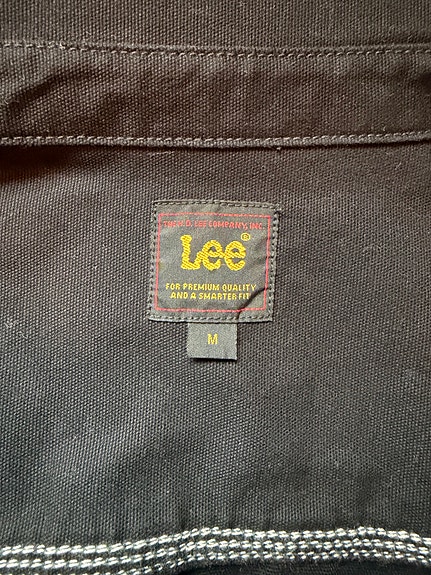 THE H.D. LEE COMPANY, INC.
Lee®
FOR PREMIUM QUALITY
AND A SMARTER FIT
M